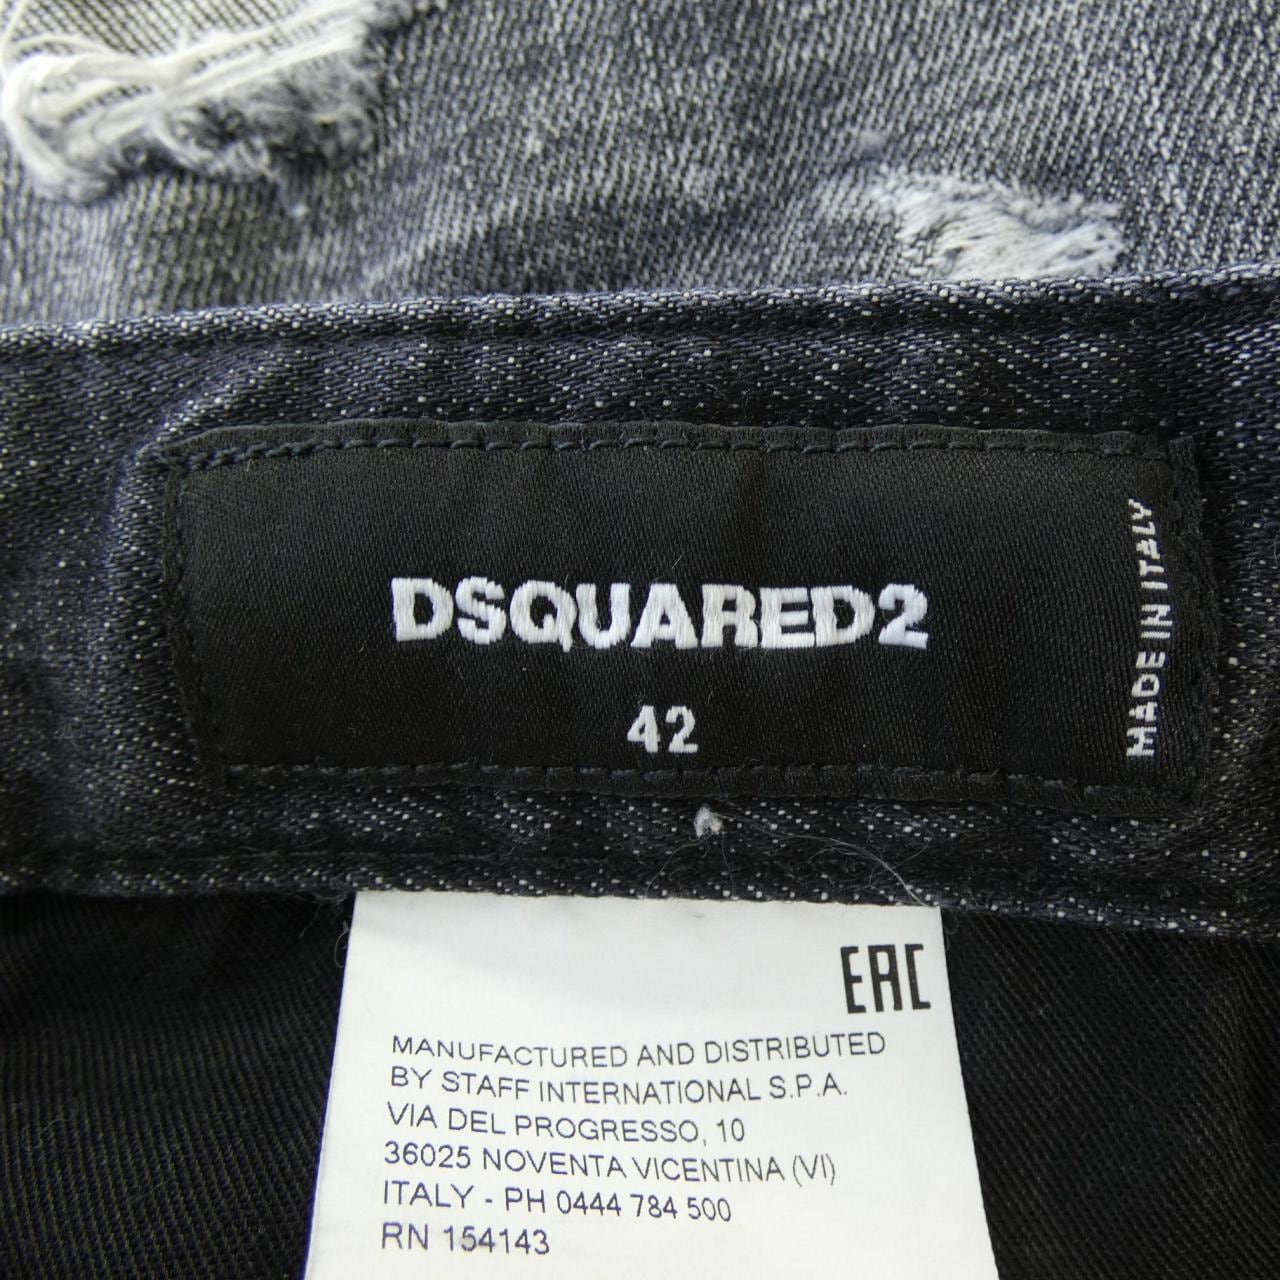 DSQUARED2
42
MADE IN ITALY
EAC
MANUFACTURED AND DISTRIBUTED
BY STAFF INTERNATIONAL S.P.A.
VIA DEL PROGRESSO, 10
36025 NOVENTA VICENTINA (VI)
ITALY - PH 0444 784 500
RN 154143